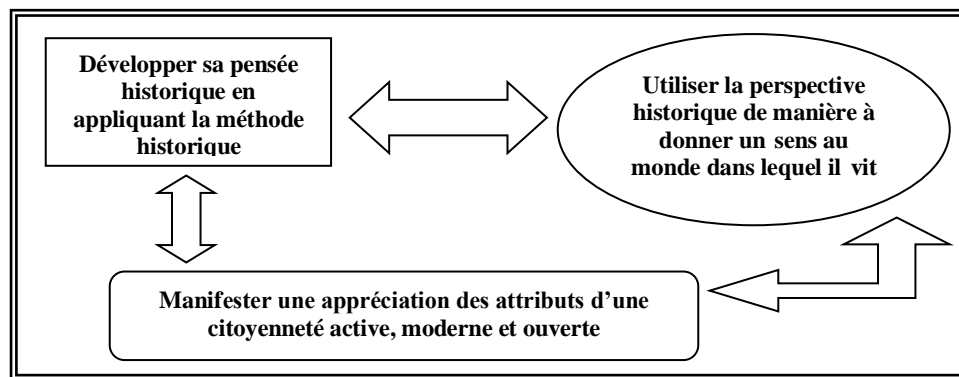 Développer sa pensée
historique en
appliquant la méthode
historique
Utiliser la perspective
historique de manière à
donner un sens au
monde dans lequel il vit
Manifester une appréciation des attributs d’une
citoyenneté active, moderne et ouverte